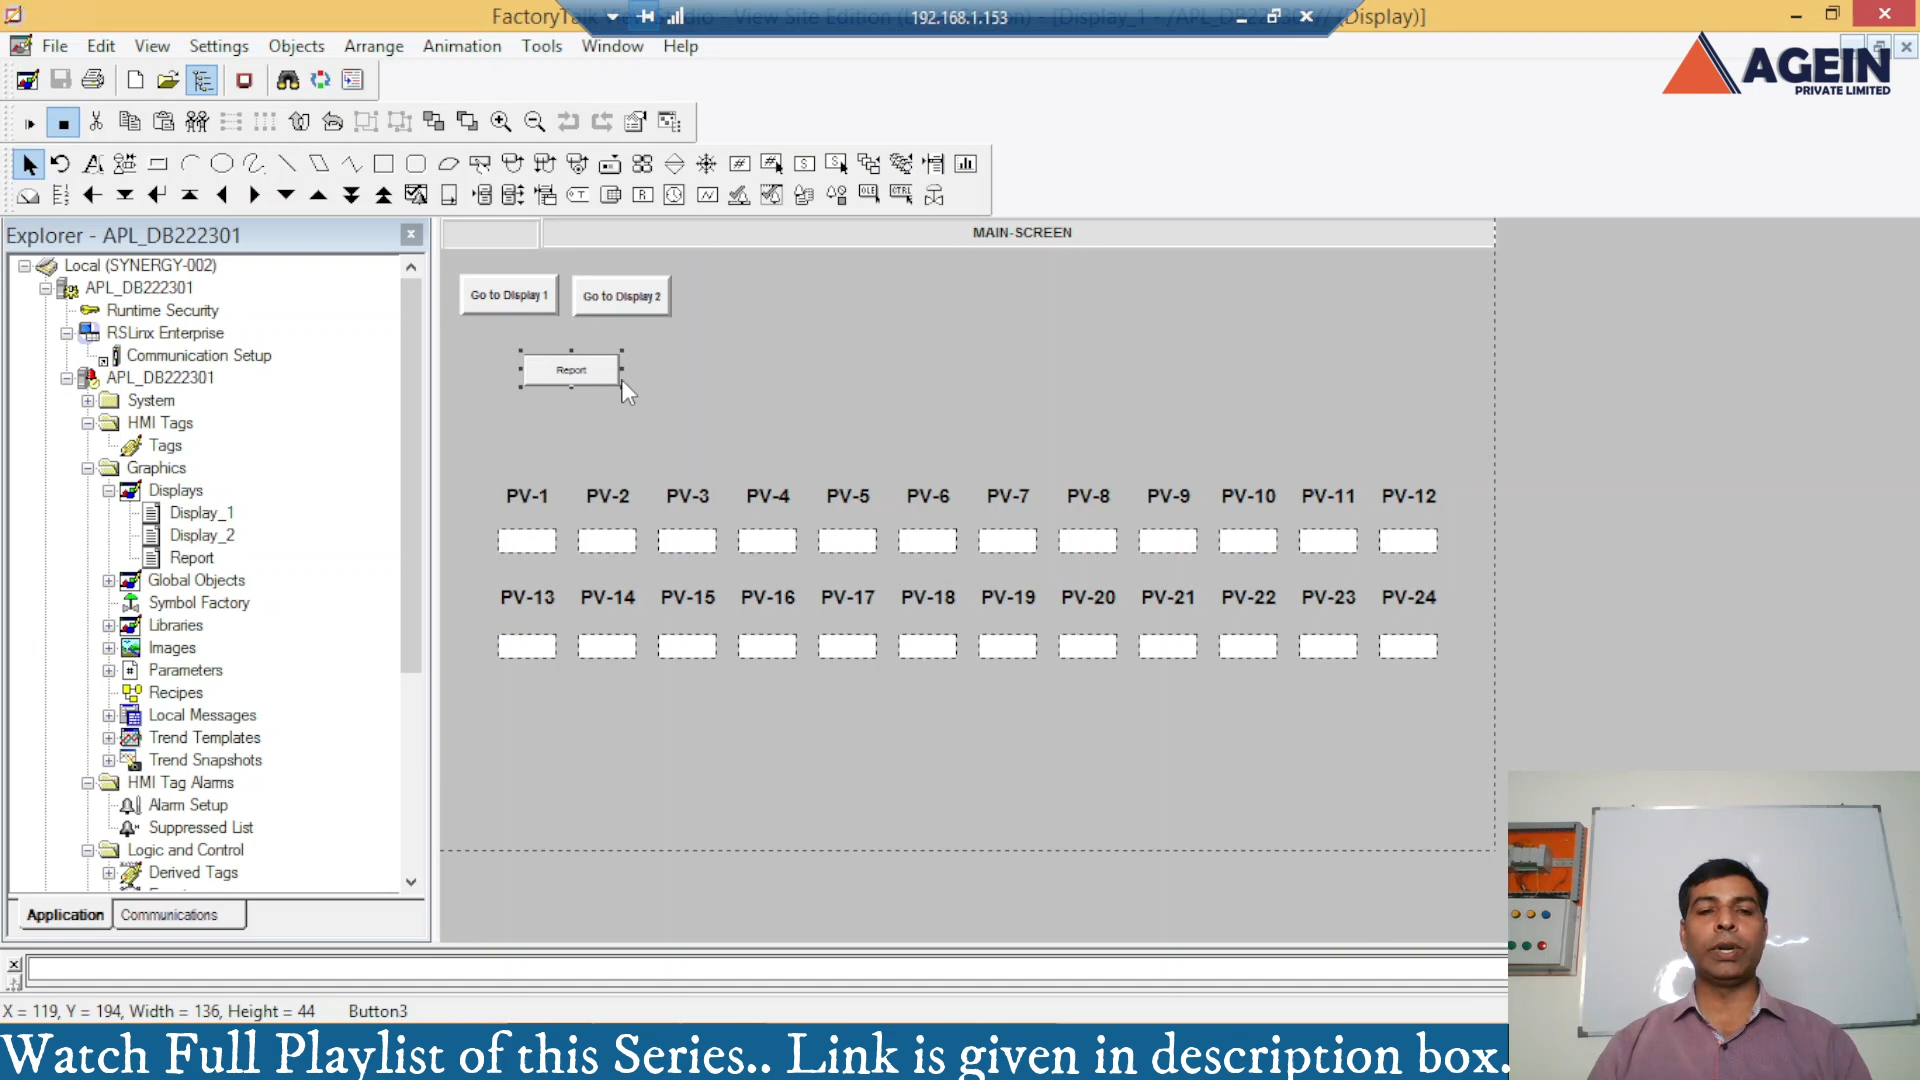 FactoryTalk View Studio - View Site Edition (L
n) - [Display_1 - /APL_DB222301// (Display)]
192.168.1.153
File Edit View Settings Objects Arrange Animation Tools Window Help
AGEIN
PRIVATE LIMITED
Explorer - APL_DB222301
Local (SYNERGY-002)
APL_DB222301
Runtime Security
RSLinx Enterprise
Communication Setup
APL_DB222301
System
HMI Tags
Tags
Graphics
Displays
Display_1
Display_2
Report
Global Objects
Symbol Factory
Libraries
Images
Parameters
Recipes
Local Messages
Trend Templates
Trend Snapshots
HMI Tag Alarms
Alarm Setup
Suppressed List
Logic and Control
Derived Tags
Application Communications
MAIN-SCREEN
Go to Display 1 Go to Display 2
Report
PV-1 PV-2 PV-3 PV-4 PV-5 PV-6 PV-7 PV-8 PV-9 PV-10 PV-11 PV-12
PV-13 PV-14 PV-15 PV-16 PV-17 PV-18 PV-19 PV-20 PV-21 PV-22 PV-23 PV-24
X = 119, Y = 194, Width = 136, Height = 44 Button3
Watch Full Playlist of this Series.. Link is given in description box.